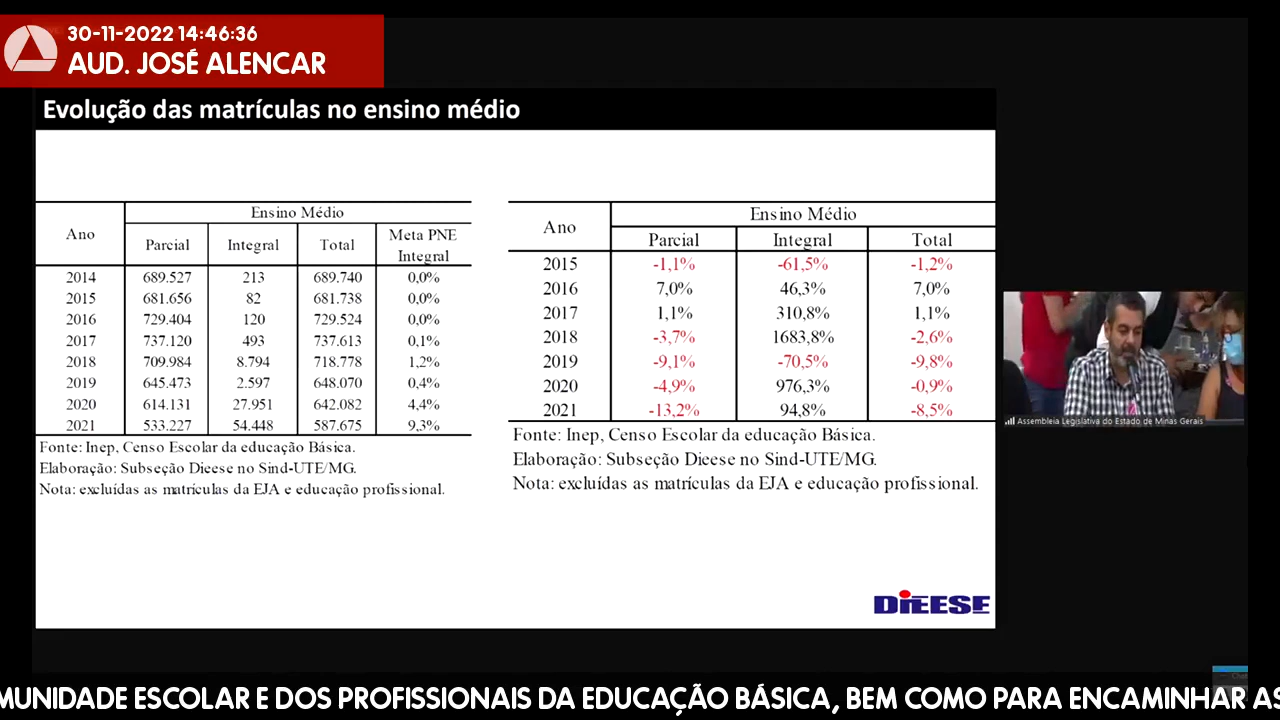 30-11-2022 14:46:36
AUD. JOSÉ ALENCAR
Evolução das matrículas no ensino médio
Ano Ensino Médio
Parcial Integral Total Meta PNE Integral
2014 689.527 213 689.740 0,0%
2015 681.656 82 681.738 0,0%
2016 729.404 120 729.524 0,0%
2017 737.120 493 737.613 0,1%
2018 709.984 8.794 718.778 1,2%
2019 645.473 2.597 648.070 0,4%
2020 614.131 27.951 642.082 4,4%
2021 533.227 54.448 587.675 9,3%
Fonte: Inep, Censo Escolar da educação Básica.
Elaboração: Subseção Dieese no Sind-UTE/MG.
Nota: excluídas as matrículas da EJA e educação profissional.
Ano Ensino Médio
Parcial Integral Total
2015 -1,1% -61,5% -1,2%
2016 7,0% 46,3% 7,0%
2017 1,1% 310,8% 1,1%
2018 -3,7% 1683,8% -2,6%
2019 -9,1% -70,5% -9,8%
2020 -4,9% 976,3% -0,9%
2021 -13,2% 94,8% -8,5%
Fonte: Inep, Censo Escolar da educação Básica.
Elaboração: Subseção Dieese no Sind-UTE/MG.
Nota: excluídas as matrículas da EJA e educação profissional.
DIEESE
Assembleia Legislativa do Estado de Minas Gerais
MUNIDADE ESCOLAR E DOS PROFISSIONAIS DA EDUCAÇÃO BÁSICA, BEM COMO PARA ENCAMINHAR AS